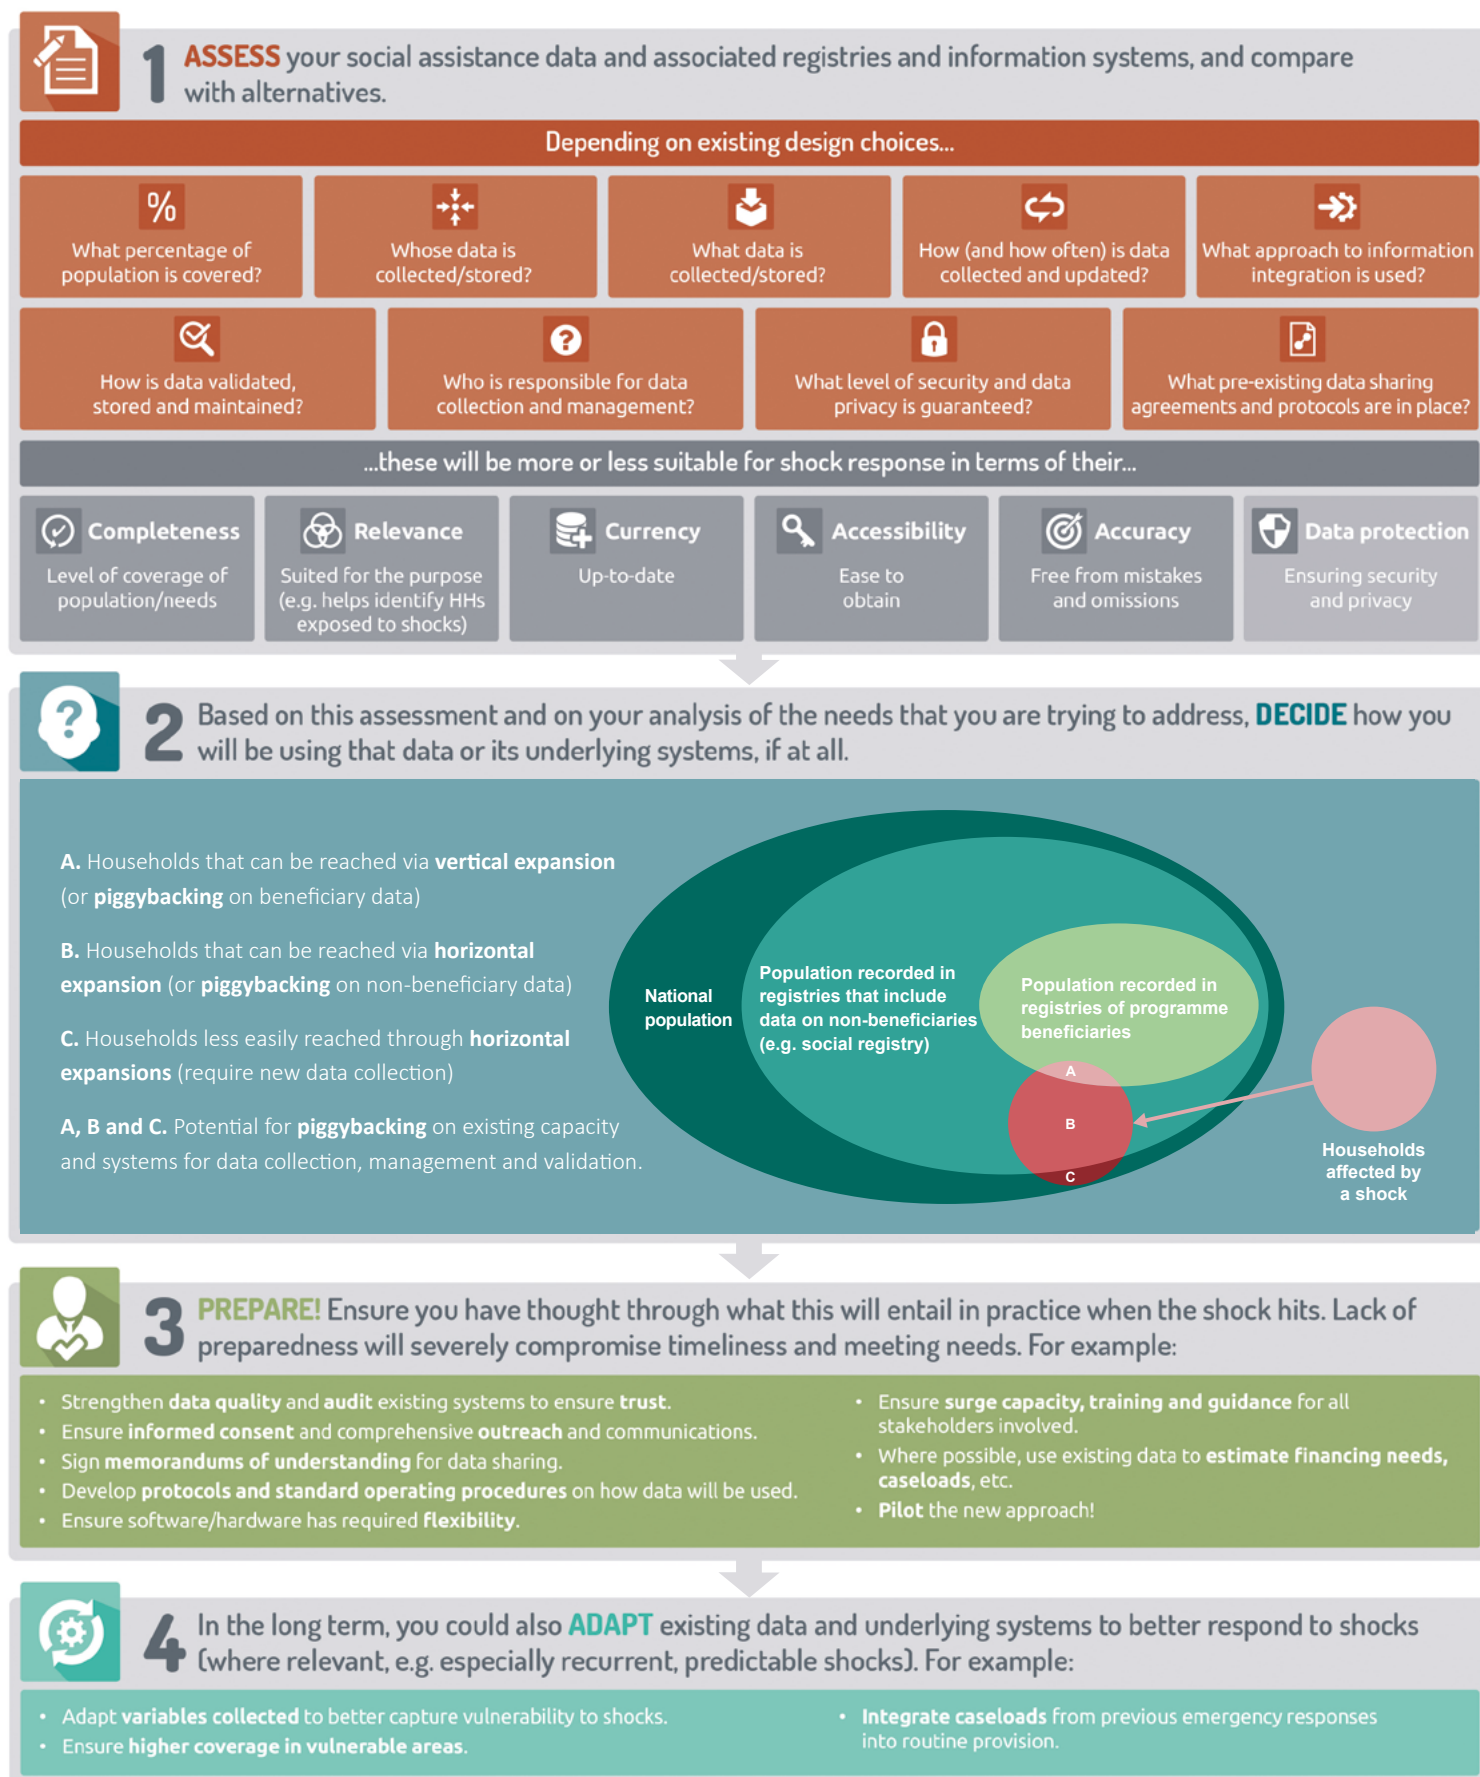 1 ASSESS your social assistance data and associated registries and information systems, and compare
with alternatives.
Depending on existing design choices...
%
What percentage of
population is covered?
Whose data is
collected/stored?
What data is
collected/stored?
How (and how often) is data
collected and updated?
What approach to information
integration is used?
How is data validated,
stored and maintained?
?
Who is responsible for data
collection and management?
What level of security and data
privacy is guaranteed?
What pre-existing data sharing
agreements and protocols are in place?
...these will be more or less suitable for shock response in terms of their...
Completeness
Level of coverage of
population/needs
Relevance
Suited for the purpose
(e.g. helps identify HHs
exposed to shocks)
Currency
Up-to-date
Accessibility
Ease to
obtain
Accuracy
Free from mistakes
and omissions
Data protection
Ensuring security
and privacy
?
2 Based on this assessment and on your analysis of the needs that you are trying to address, DECIDE how you
will be using that data or its underlying systems, if at all.
A. Households that can be reached via vertical expansion
(or piggybacking on beneficiary data)
B. Households that can be reached via horizontal
expansion (or piggybacking on non-beneficiary data)
C. Households less easily reached through horizontal
expansions (require new data collection)
A, B and C. Potential for piggybacking on existing capacity
and systems for data collection, management and validation.
National
population
Population recorded in
registries that include
data on non-beneficiaries
(e.g. social registry)
Population recorded in
registries of programme
beneficiaries
A
B
C
Households
affected by
a shock
3 PREPARE! Ensure you have thought through what this will entail in practice when the shock hits. Lack of
preparedness will severely compromise timeliness and meeting needs. For example:
• Strengthen data quality and audit existing systems to ensure trust.
• Ensure informed consent and comprehensive outreach and communications.
• Sign memorandums of understanding for data sharing.
• Develop protocols and standard operating procedures on how data will be used.
• Ensure software/hardware has required flexibility.
• Ensure surge capacity, training and guidance for all
stakeholders involved.
• Where possible, use existing data to estimate financing needs,
caseloads, etc.
• Pilot the new approach!
4 In the long term, you could also ADAPT existing data and underlying systems to better respond to shocks
(where relevant, e.g. especially recurrent, predictable shocks). For example:
• Adapt variables collected to better capture vulnerability to shocks.
• Ensure higher coverage in vulnerable areas.
• Integrate caseloads from previous emergency responses
into routine provision.